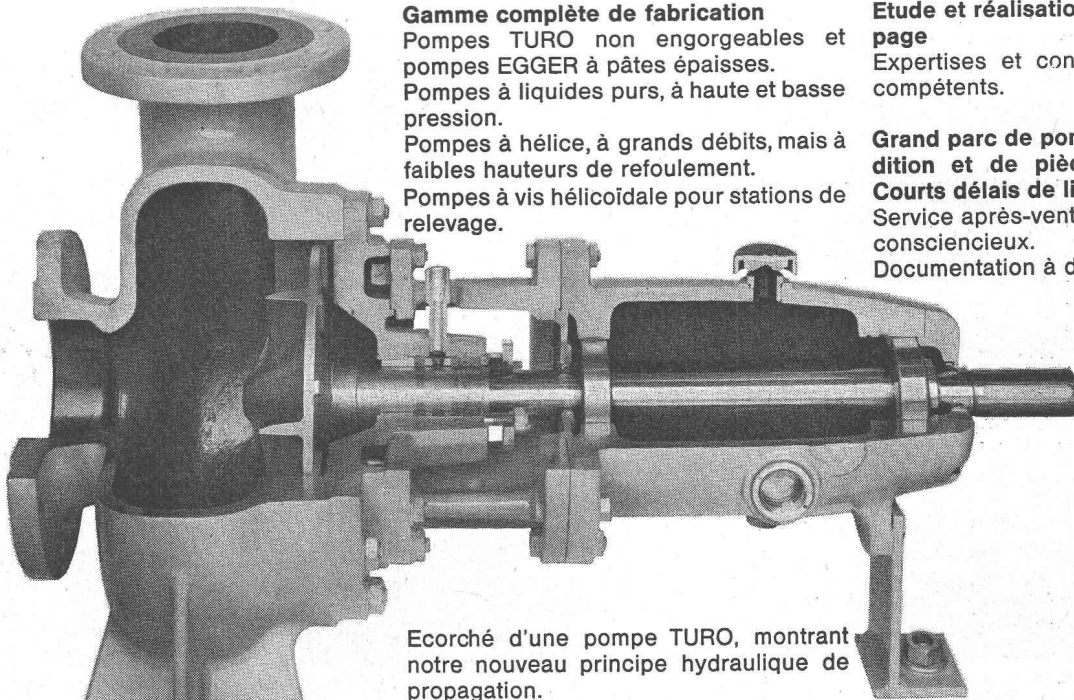 Gamme complète de fabrication
Pompes TURO non engorgeables et
pompes EGGER à pâtes épaisses.
Pompes à liquides purs, à haute et basse
pression.
Pompes à hélice, à grands débits, mais à
faibles hauteurs de refoulement.
Pompes à vis hélicoïdale pour stations de
relevage.
Etude et réalisatio
page
Expertises et con
compétents.
Grand parc de po
dition et de piè
Courts délais de li
Service après-vent
consciencieux.
Documentation à d
Ecorché d'une pompe TURO, montrant
notre nouveau principe hydraulique de
propagation.